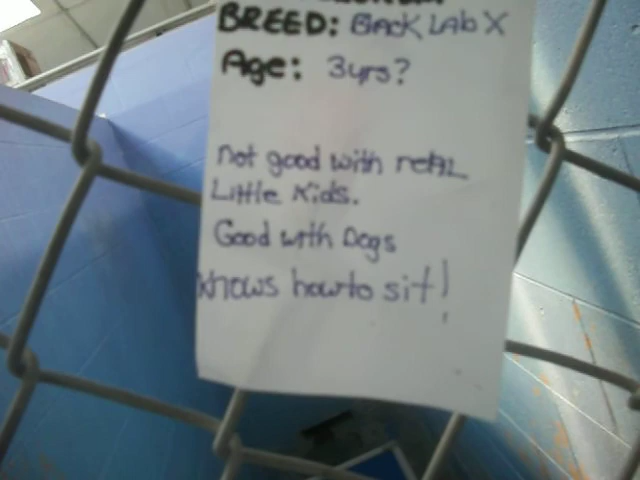 BREED: Black Lab X
Age: 3yrs?
not good with real
Little Kids.
Good with Dogs
knows how to sit!